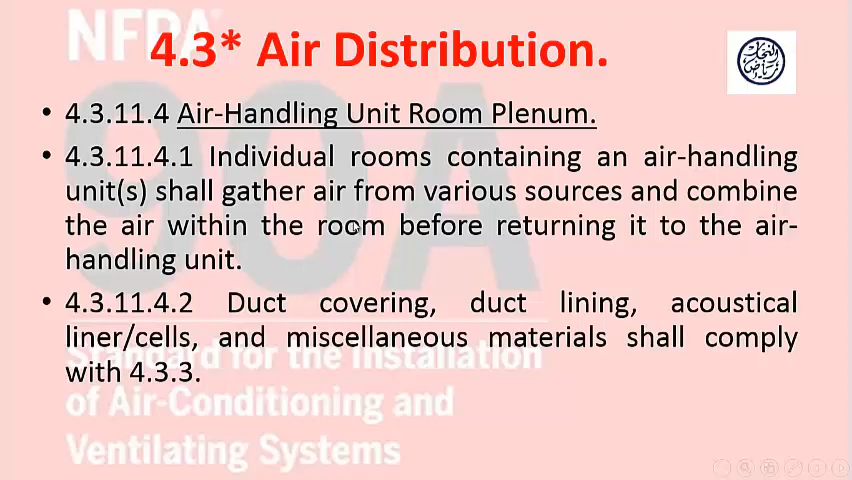 NFPA
90A
4.3* Air Distribution.
• 4.3.11.4 Air-Handling Unit Room Plenum.
• 4.3.11.4.1 Individual rooms containing an air-handling
unit(s) shall gather air from various sources and combine
the air within the room before returning it to the air-
handling unit.
• 4.3.11.4.2 Duct covering, duct lining, acoustical
liner/cells, and miscellaneous materials shall comply
with 4.3.3.
Standard for the Installation
of Air-Conditioning and
Ventilating Systems